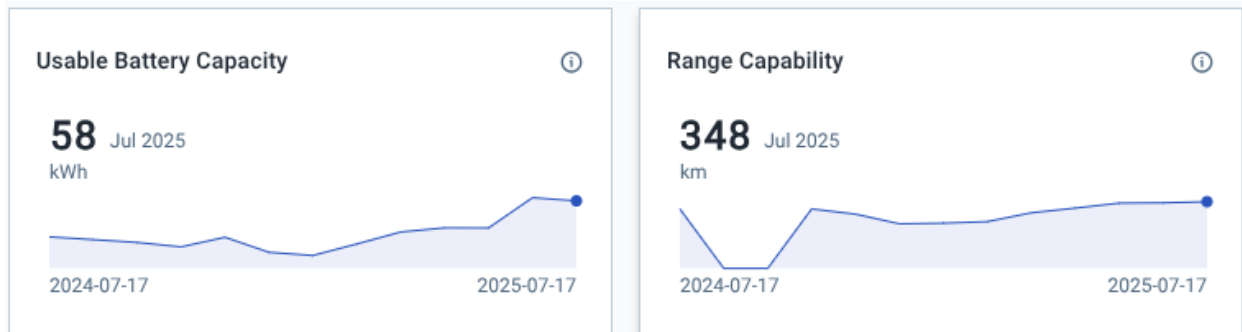 Usable Battery Capacity
58 Jul 2025
kWh
2024-07-17 2025-07-17
Range Capability
348 Jul 2025
km
2024-07-17 2025-07-17